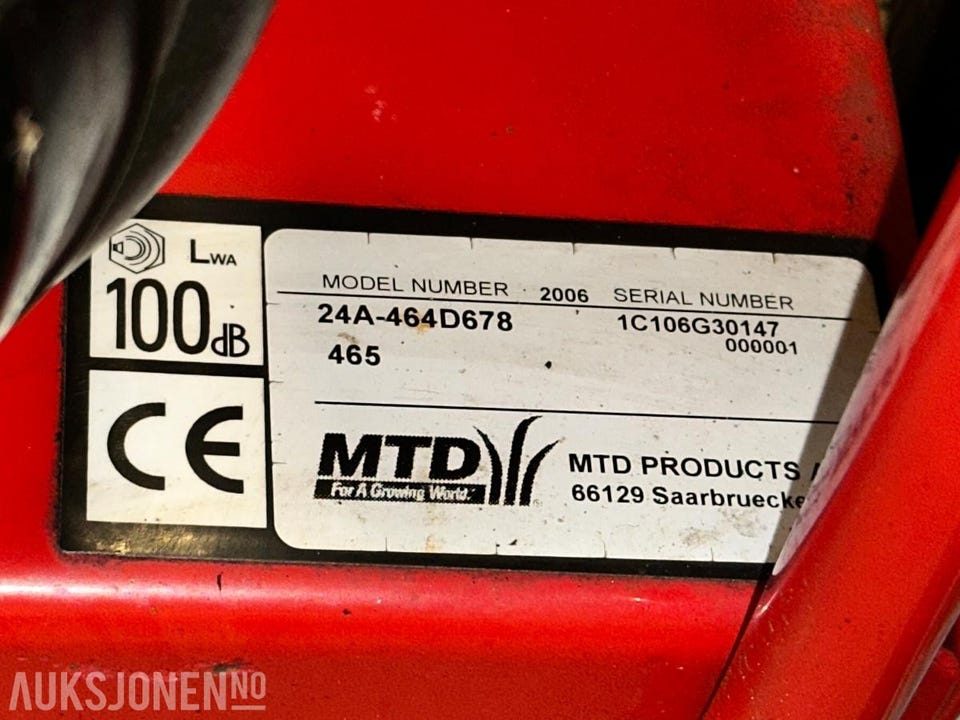 LWA
100dB
CE
MODEL NUMBER 2006 SERIAL NUMBER
24A-464D678 1C106G30147
000001
465
MTD
For A Growing World.
MTD PRODUCTS
66129
AUKSJONEN NO